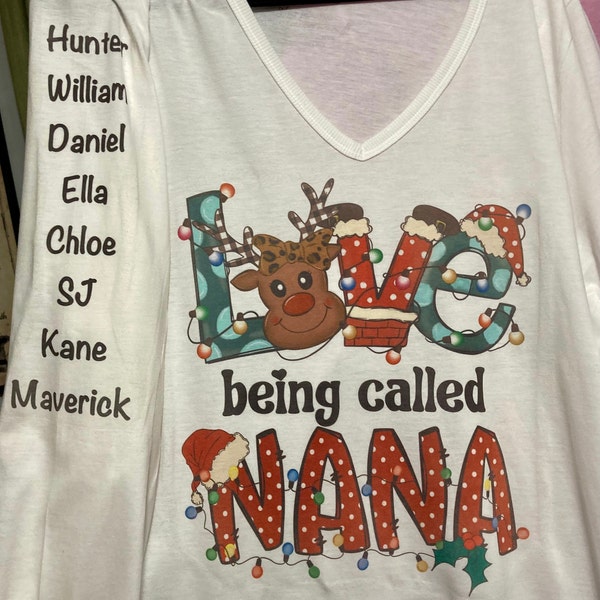 Hunter
William
Daniel
Ella
Chloe
SJ
Kane
Maverick
Love
being called
NANA